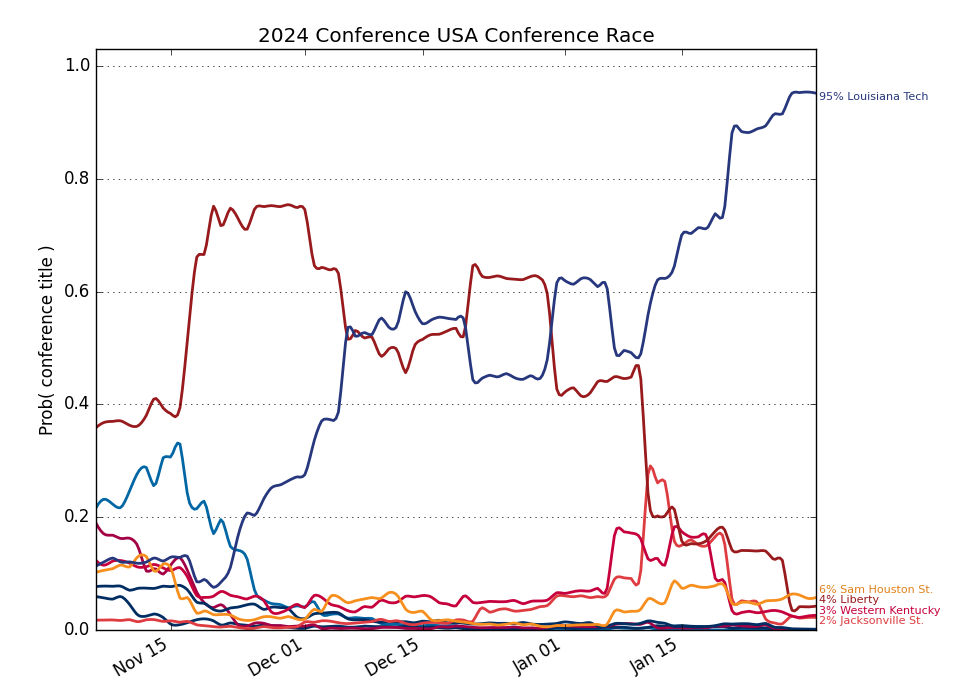 2024 Conference USA Conference Race
1.0
0.8
0.6
0.4
0.2
0.0
Prob( conference title )
95% Louisiana Tech
6% Sam Houston St.
4% Liberty
3% Western Kentucky
2% Jacksonville St.
Nov 15
Dec 01
Dec 15
Jan 01
Jan 15